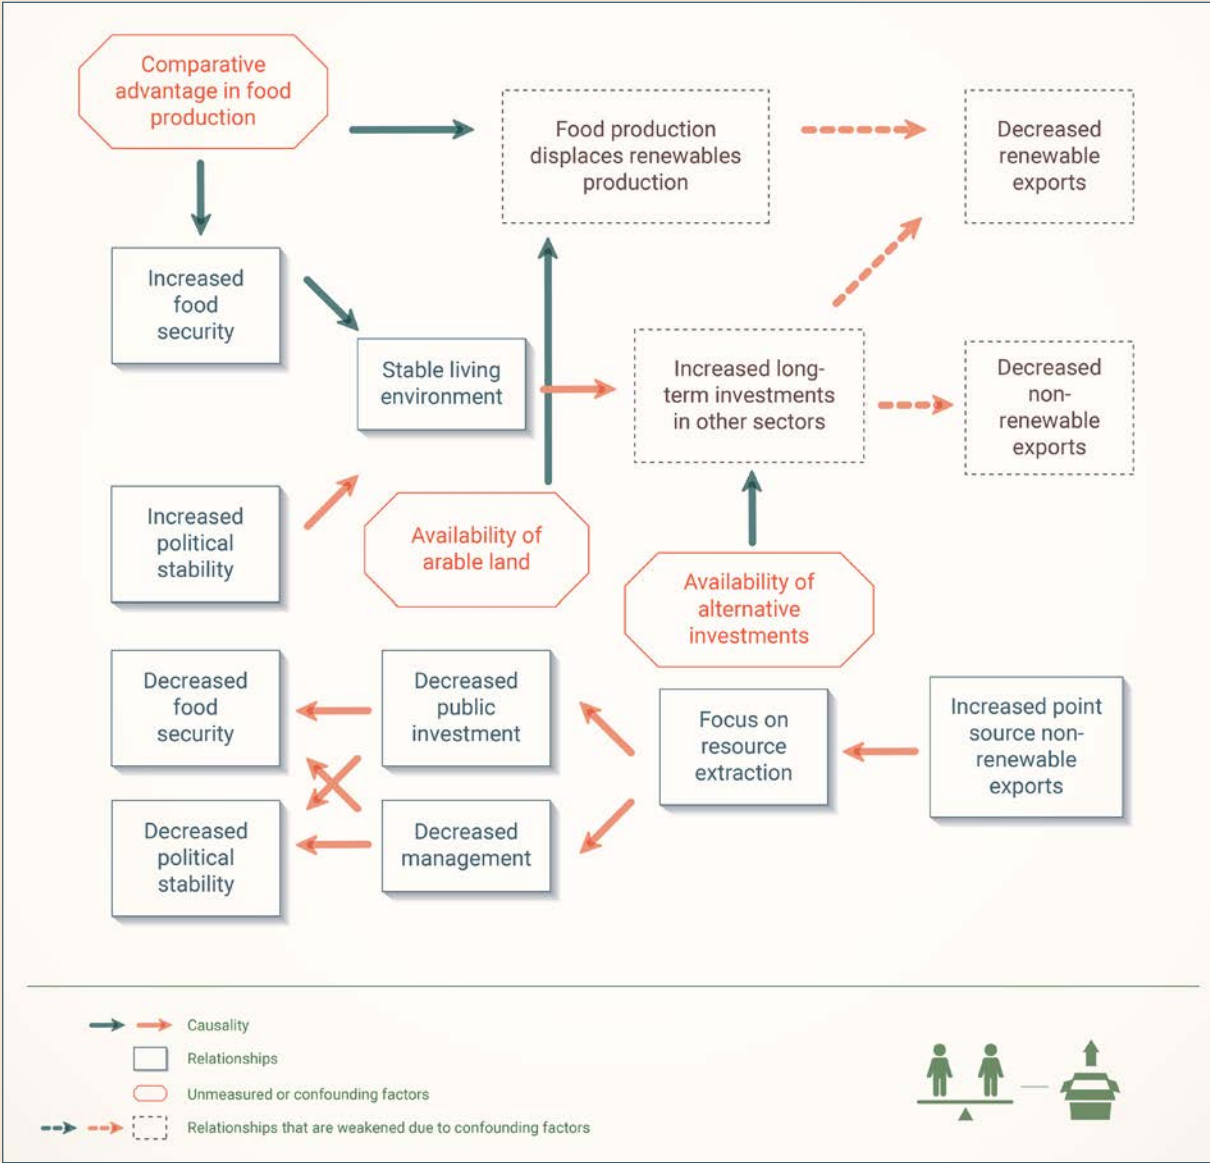 Comparative
advantage in food
production
Food production
displaces renewables
production
Decreased
renewable
exports
Increased
food
security
Stable living
environment
Increased long-
term investments
in other sectors
Decreased
non-
renewable
exports
Increased
political
stability
Availability of
arable land
Availability of
alternative
investments
Decreased
food
security
Decreased
public
investment
Focus on
resource
extraction
Increased point
source non-
renewable
exports
Decreased
political
stability
Decreased
management
Causality
Relationships
Unmeasured or confounding factors
Relationships that are weakened due to confounding factors